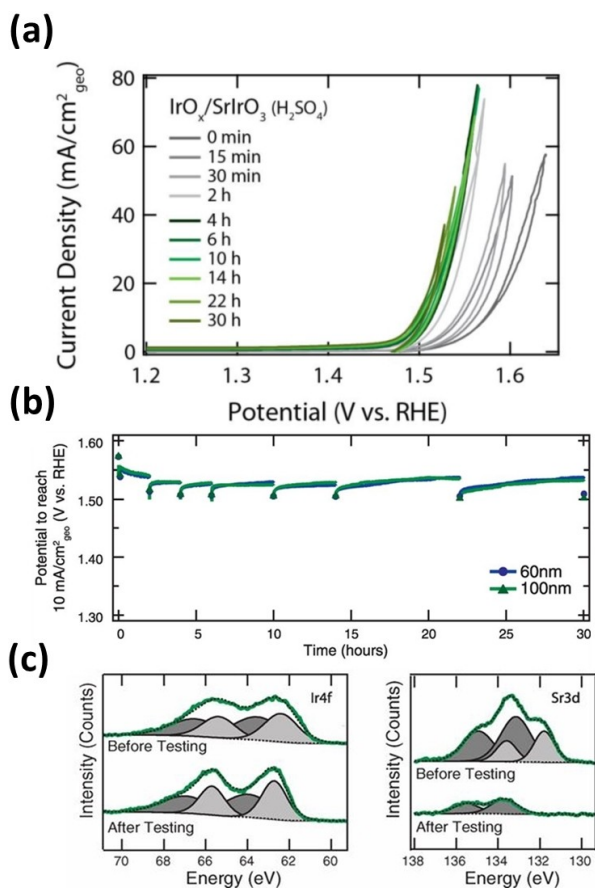 (a)
Current Density (mA/cm²geo)
80
60
40
20
0
IrOx/SrIrO3 (H2SO4)
0 min
15 min
30 min
2 h
4 h
6 h
10 h
14 h
22 h
30 h
1.2 1.3 1.4 1.5 1.6
Potential (V vs. RHE)
(b)
Potential to reach
10 mA/cm²geo (V vs. RHE)
1.60
1.50
1.05
1.30
60nm
100nm
0 5 10 15 20 25 30
Time (hours)
(c)
Intensity (Counts)
Ir4f
Before Testing
After Testing
70 68 66 64 62 60
Energy (eV)
Intensity (Counts)
Sr3d
Before Testing
After Testing
138 136 134 132 130
Energy (eV)